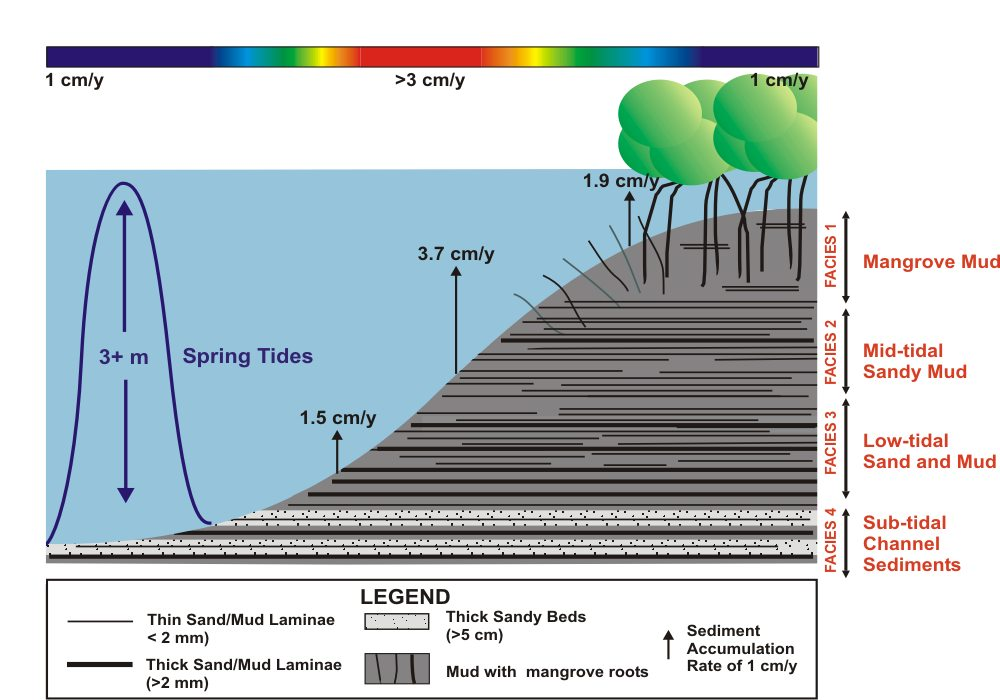 1 cm/y
>3 cm/y
1 cm/y
1.9 cm/y
3.7 cm/y
1.5 cm/y
3+ m
Spring Tides
FACIES 1
Mangrove Mud
FACIES 2
Mid-tidal
Sandy Mud
FACIES 3
Low-tidal
Sand and Mud
FACIES 4
Sub-tidal
Channel
Sediments
LEGEND
Thin Sand/Mud Laminae
< 2 mm)
Thick Sand/Mud Laminae
(>2 mm)
Thick Sandy Beds
(>5 cm)
Mud with mangrove roots
Sediment
Accumulation
Rate of 1 cm/y